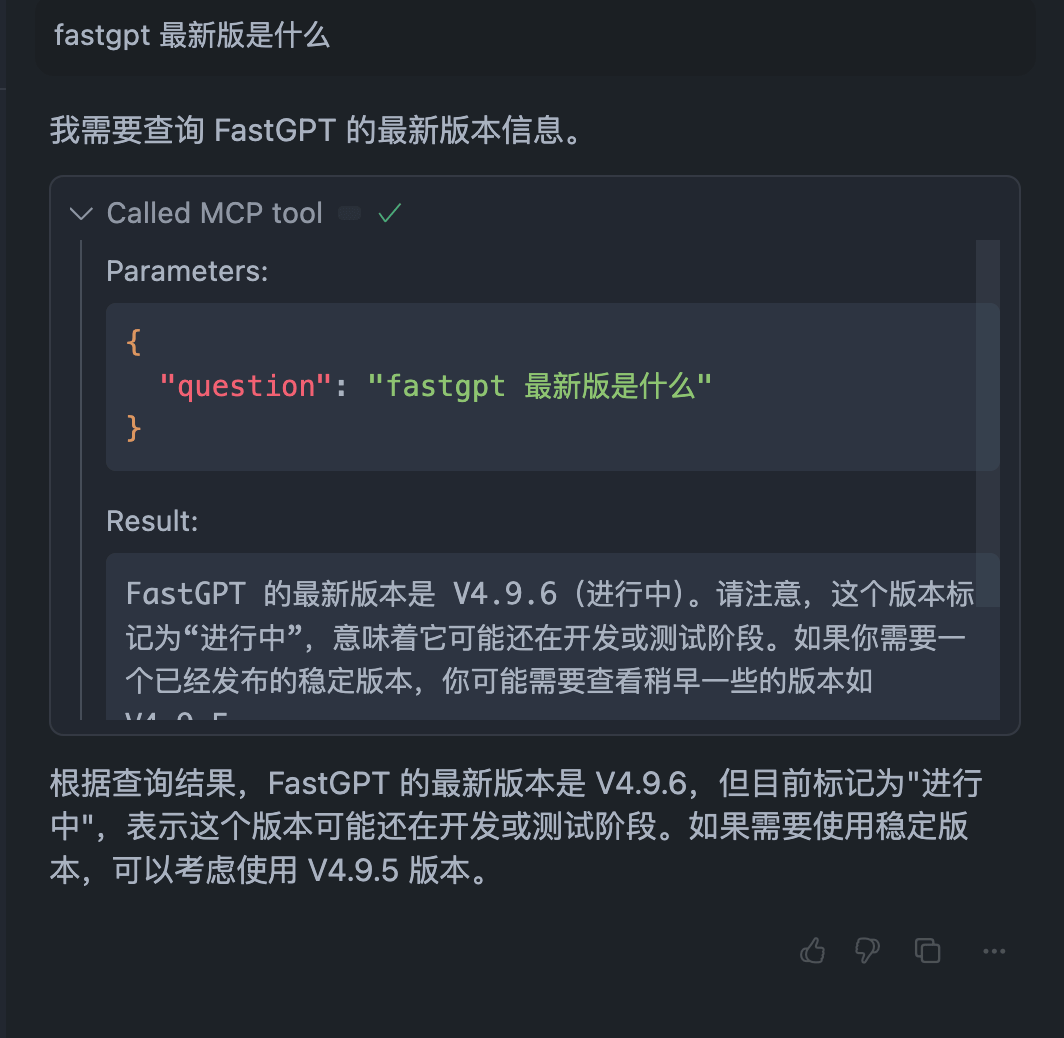 fastgpt 最新版是什么
我需要查询 FastGPT 的最新版本信息。
Called MCP tool
Parameters:
{
"question": "fastgpt 最新版是什么"
}
Result:
FastGPT 的最新版本是 V4.9.6（进行中）。请注意，这个版本标
记为“进行中”，意味着它可能还在开发或测试阶段。如果你需要一
个已经发布的稳定版本，你可能需要查看稍早一些的版本如
V4.9.5
根据查询结果，FastGPT 的最新版本是 V4.9.6，但目前标记为"进行
中"，表示这个版本可能还在开发或测试阶段。如果需要使用稳定版
本，可以考虑使用 V4.9.5 版本。